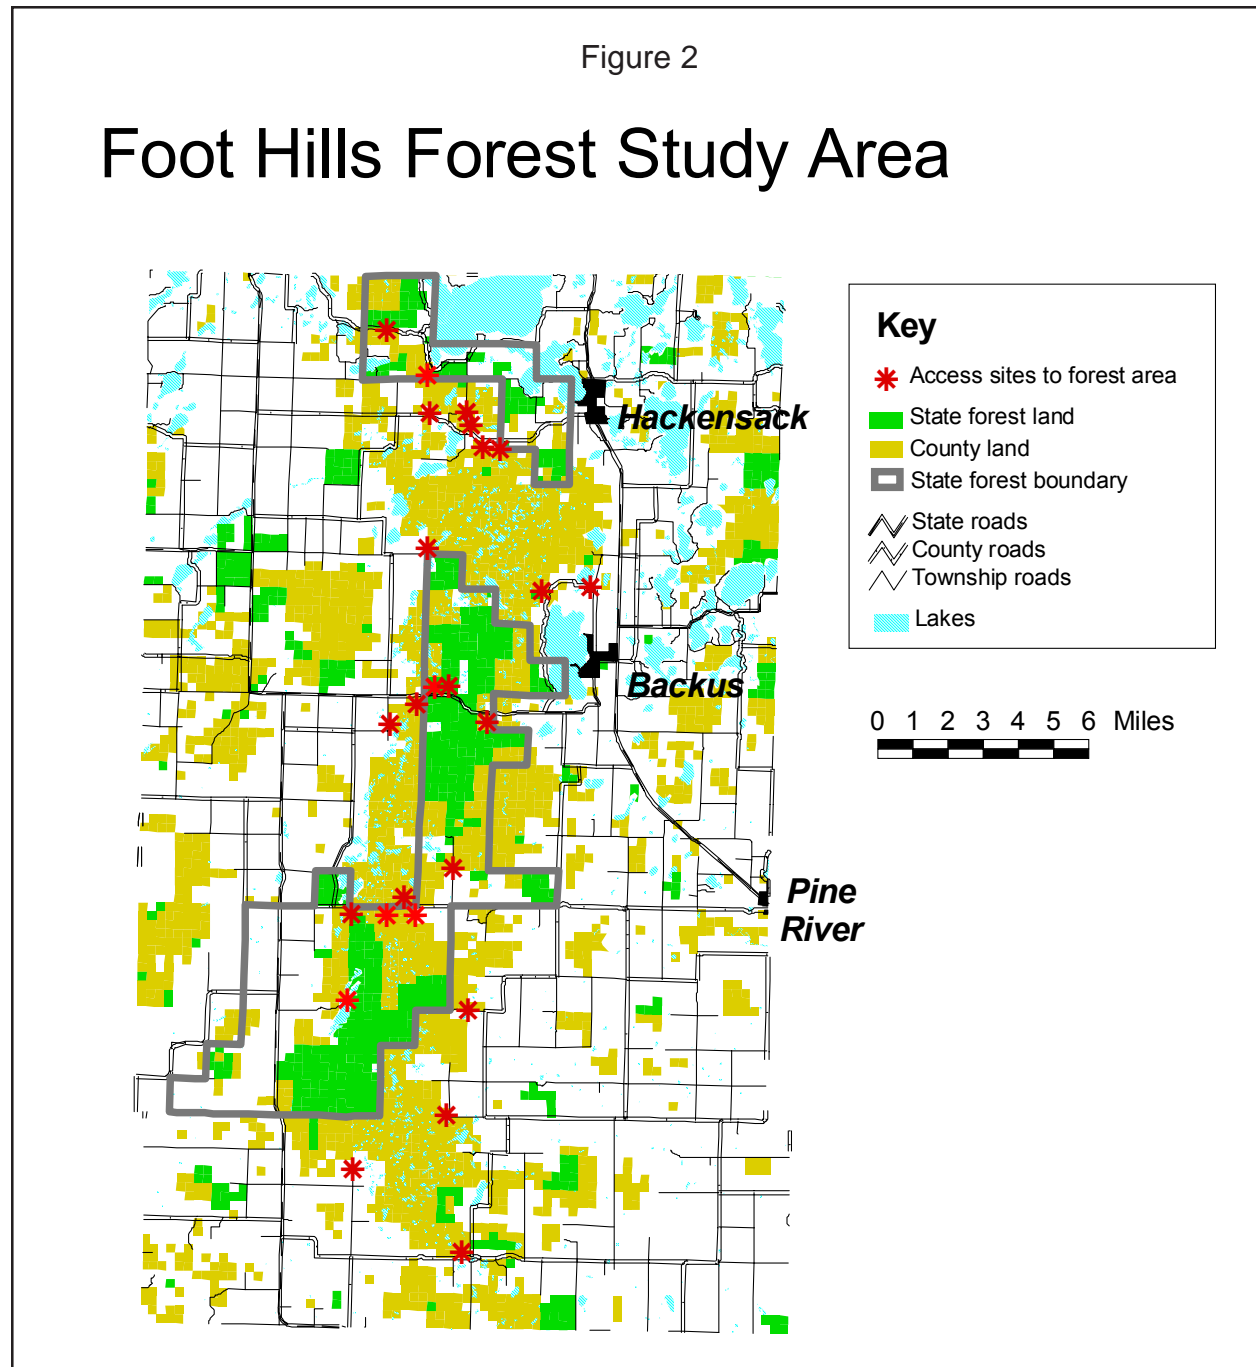 Figure 2
Foot Hills Forest Study Area
Key
Access sites to forest area
State forest land
County land
State forest boundary
State roads
County roads
Township roads
Lakes
Hackensack
Backus
0 1 2 3 4 5 6 Miles
Pine
River